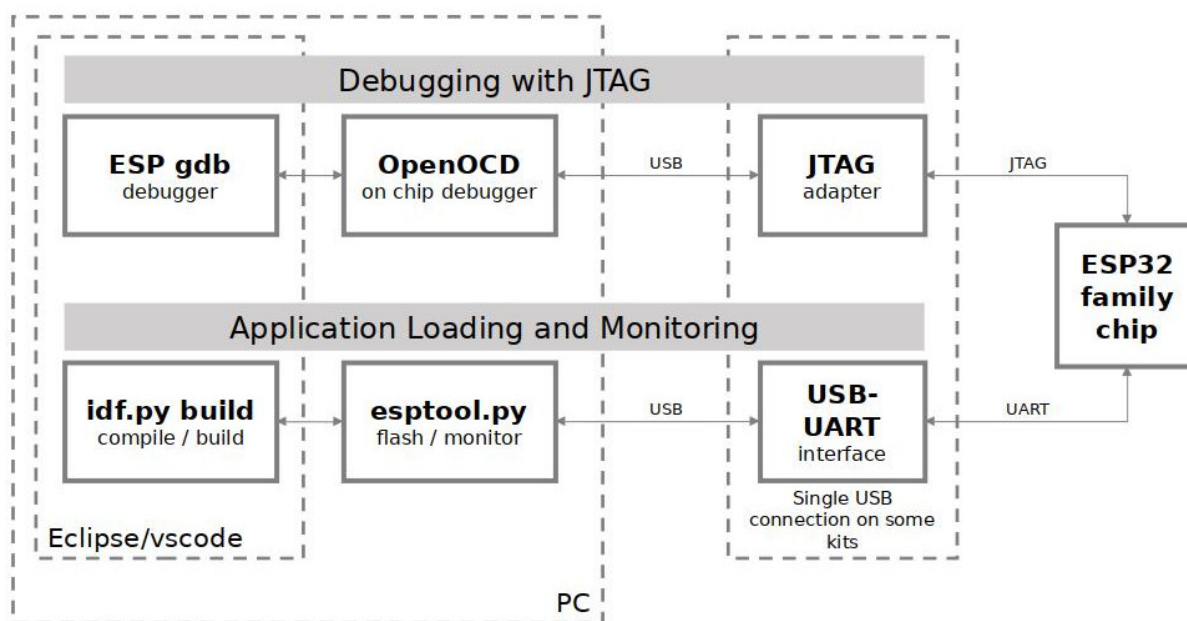 Debugging with JTAG
ESP gdb
debugger
OpenOCD
on chip debugger
USB
JTAG
adapter
JTAG
ESP32
family
chip
Application Loading and Monitoring
idf.py build
compile / build
esptool.py
flash / monitor
USB
USB-
UART
interface
UART
Single USB
connection on some
kits
Eclipse/vscode
PC